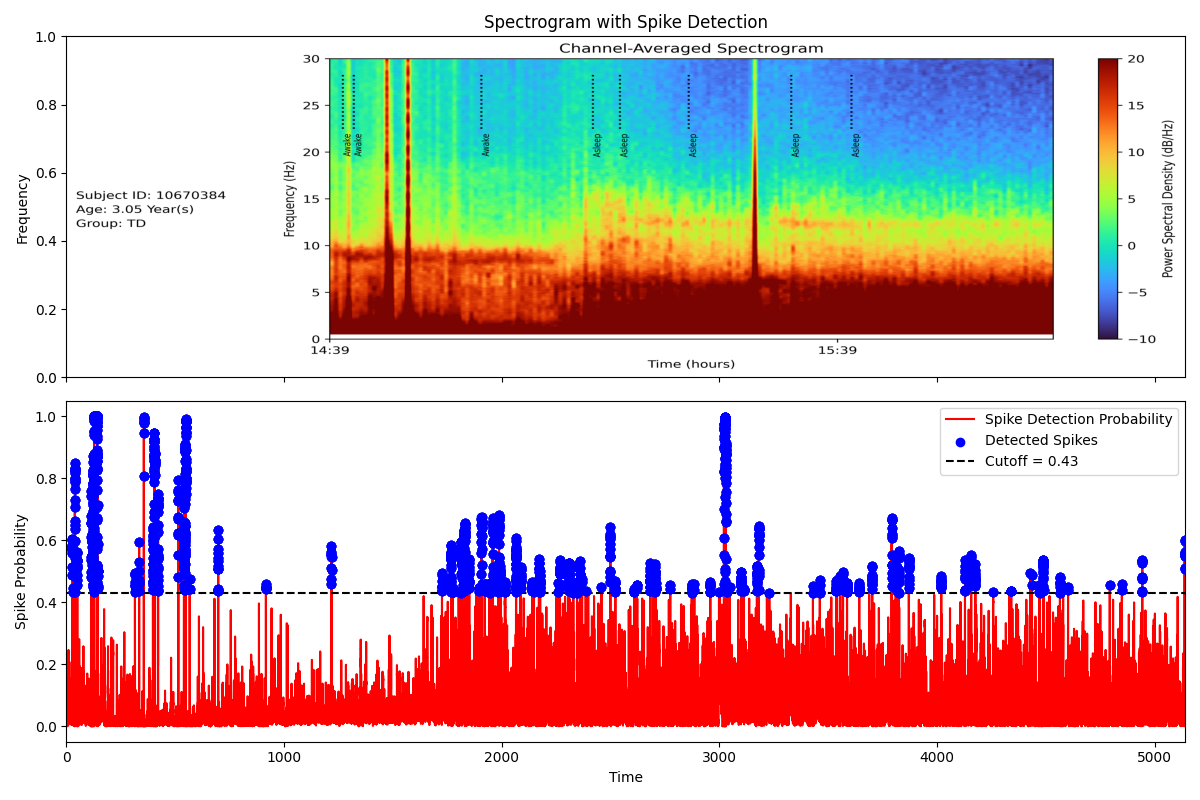 Spectrogram with Spike Detection
Channel-Averaged Spectrogram
1.0
0.8
0.6
0.4
0.2
0.0
Frequency
Subject ID: 10670384
Age: 3.05 Year(s)
Group: TD
30
25
20
15
10
5
0
Frequency (Hz)
Awake
Awake
Awake
Asleep
Asleep
Asleep
Asleep
Asleep
14:39
15:39
Time (hours)
20
15
10
5
0
−5
−10
Power Spectral Density (dB/Hz)
1.0
0.8
0.6
0.4
0.2
0.0
Spike Probability
Spike Detection Probability
Detected Spikes
Cutoff = 0.43
0
1000
2000
3000
4000
5000
Time